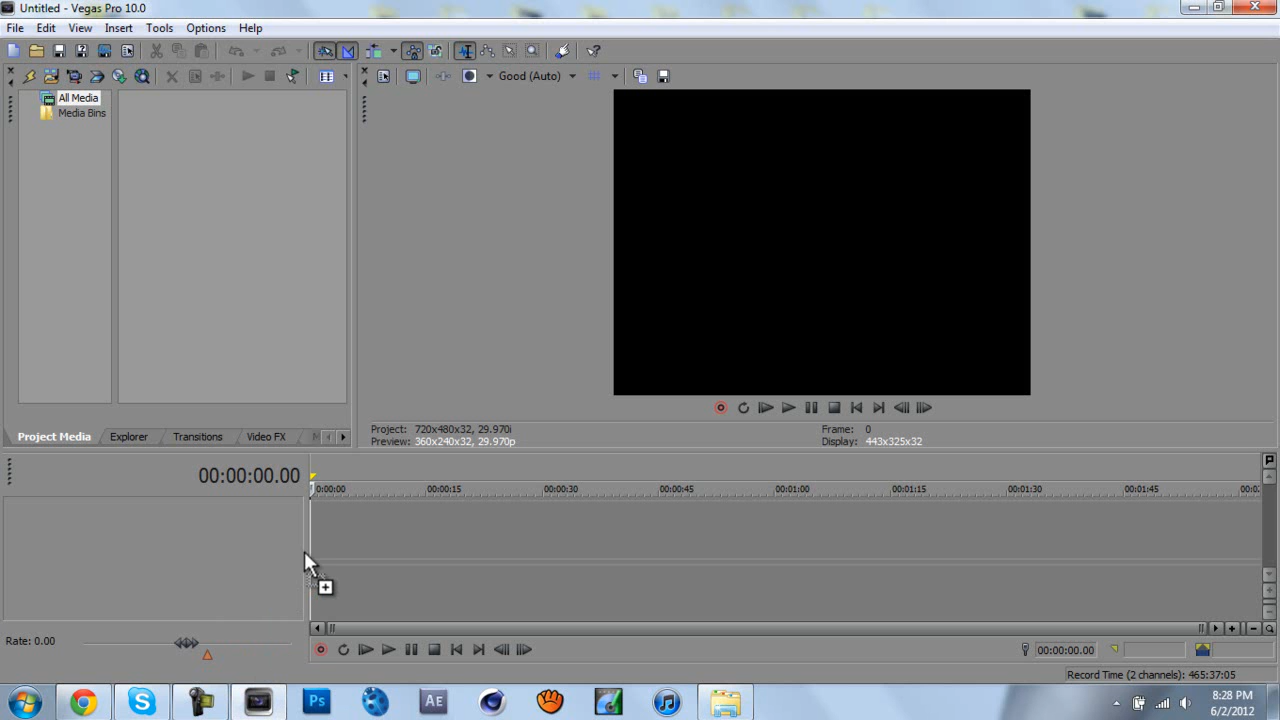 Untitled - Vegas Pro 10.0
File Edit View Insert Tools Options Help
Good (Auto)
All Media
Media Bins
Project Media Explorer Transitions Video FX
Project: 720x480x32, 29.970i
Preview: 360x240x32, 29.970p
Frame: 0
Display: 443x325x32
00:00:00.00
0:00:00 00:00:15 00:00:30 00:00:45 00:01:00 00:01:15 00:01:30 00:01:45 00:0
Rate: 0.00
00:00:00.00
Record Time (2 channels): 465:37:05
Ps
AE
8:28 PM
6/2/2012